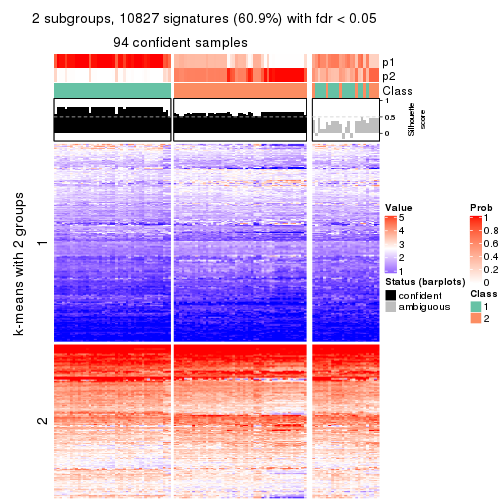 2 subgroups, 10827 signatures (60.9%) with fdr < 0.05
94 confident samples
p1
p2
Class
1
0.5
0
Silhouette
score
k-means with 2 groups
1
2
Value
5
4
3
2
1
Prob
1
0.8
0.6
0.4
0.2
0
Status (barplots)
confident
ambiguous
Class
1
2